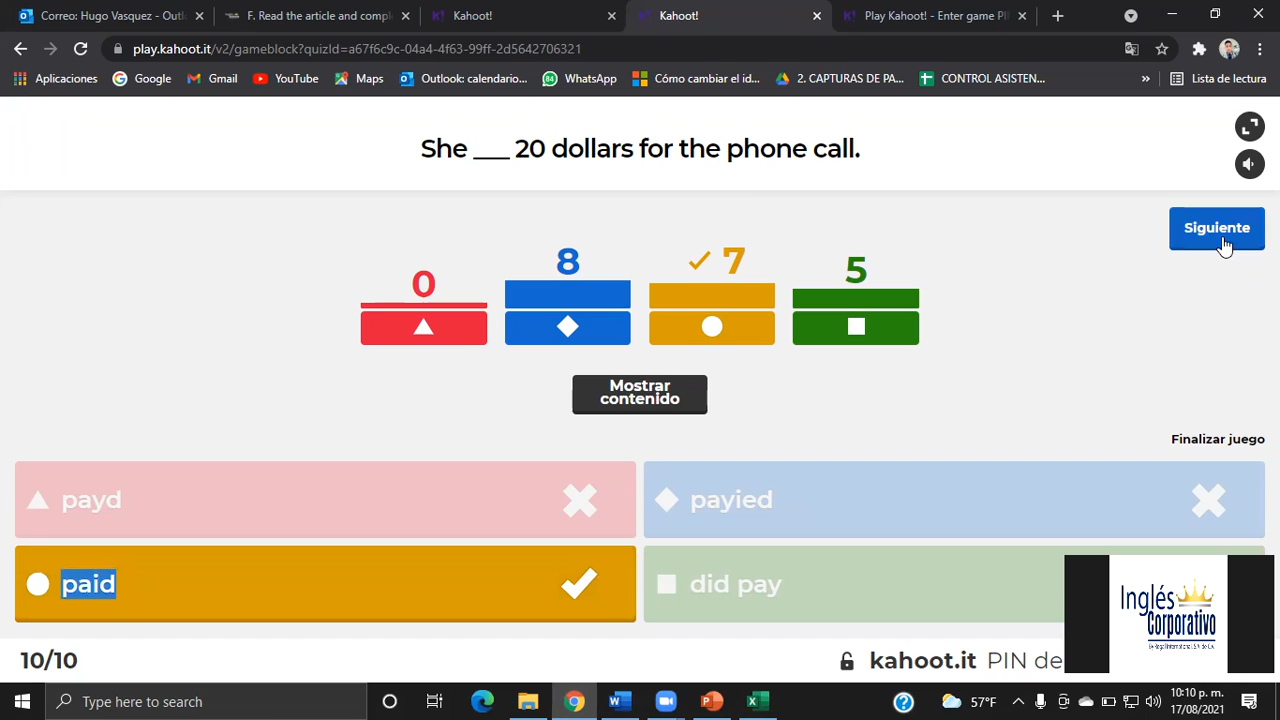 Correo: Hugo Vasquez - Outl
F. Read the article and compl
Kahoot!
Kahoot!
Play Kahoot! - Enter game PI
play.kahoot.it/v2/gameblock?quizId=a67f6c9c-04a4-4f63-99ff-2d5642706321
Aplicaciones
Google
Gmail
YouTube
Maps
Outlook: calendario...
WhatsApp
Cómo cambiar el id...
2. CAPTURAS DE PA...
CONTROL ASISTEN...
»
Lista de lectura
She ___ 20 dollars for the phone call.
Siguiente
0
8
7
5
Mostrar
contenido
Finalizar juego
payd
payied
paid
did pay
Inglés
Corporativo
10/10
kahoot.it PIN de
Type here to search
57°F
10:10 p. m.
17/08/2021